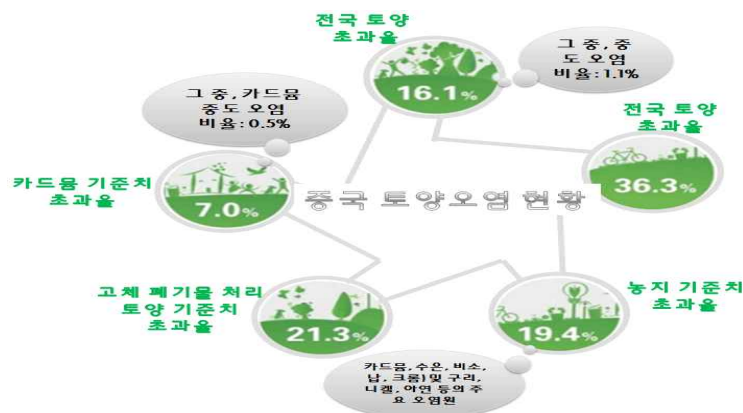 전국 토양
초과율
16.1%
그 중, 중
도 오염
비율:1.1%
그 중, 카드뮴
중도 오염
비율:0.5%
전국 토양
초과율
36.3%
카드뮴 기준치
초과율
7.0%
중국 토양오염 현황
고체 폐기물 처리
토양 기준치
초과율
21.3%
농지 기준치
초과율
19.4%
카드뮴, 수은, 비소,
납, 크롬)및 구리,
니켈, 아연 등의 주
요 오염원